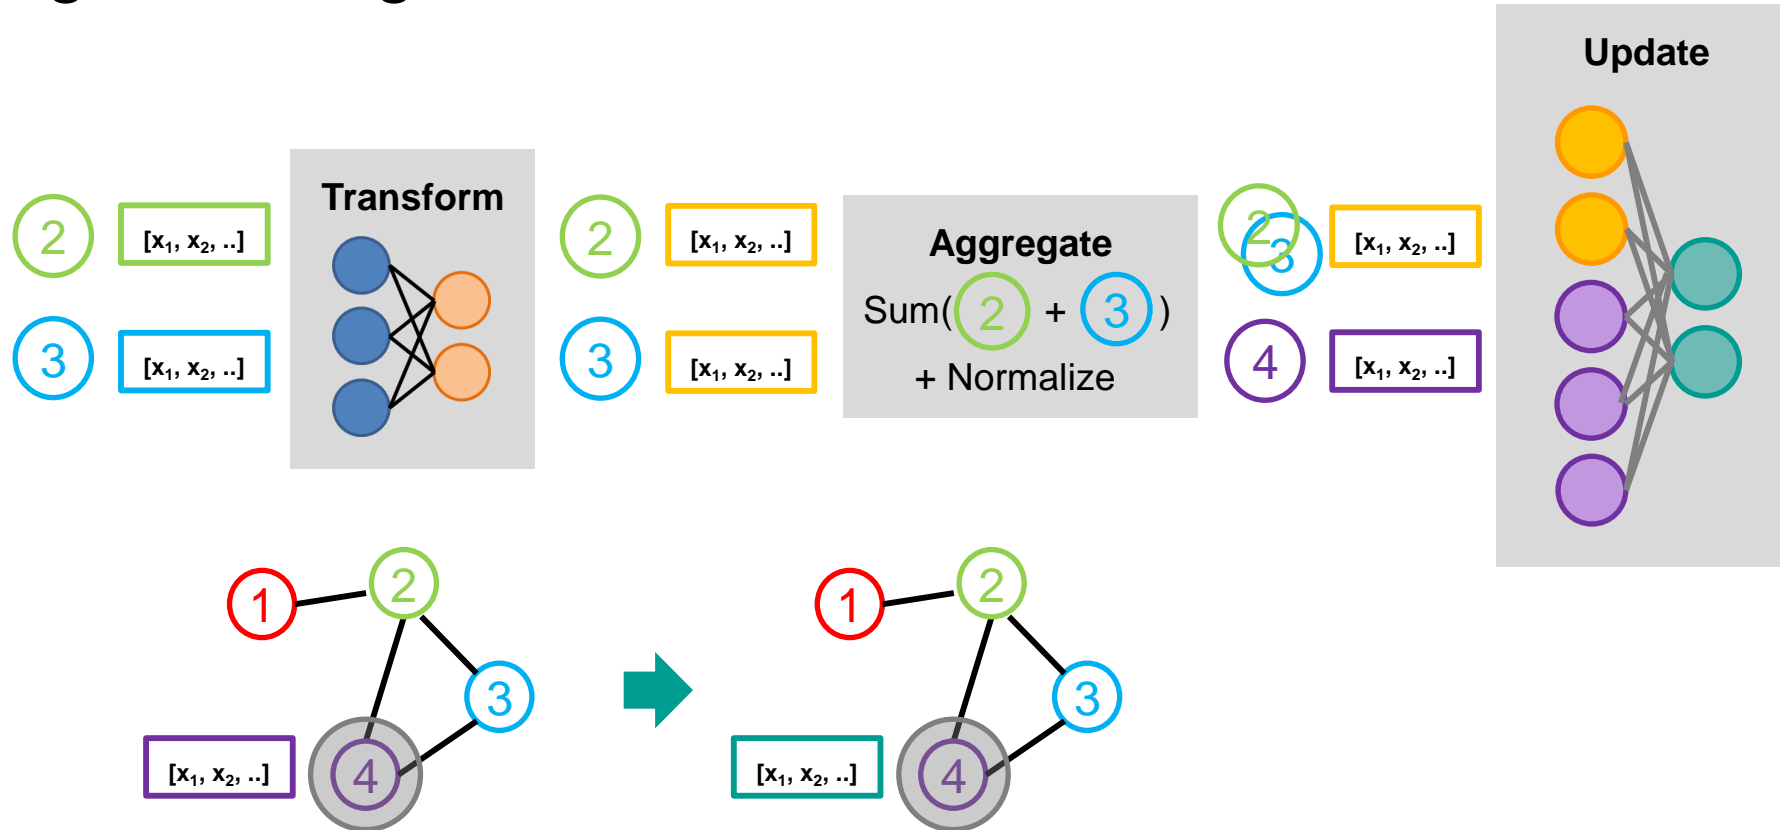 Update
Transform
2 [x₁, x₂, ..]
3 [x₁, x₂, ..]
2 [x₁, x₂, ..]
3 [x₁, x₂, ..]
Aggregate
Sum( 2 + 3 )
+ Normalize
2 3 [x₁, x₂, ..]
4 [x₁, x₂, ..]
1
2
3
4
[x₁, x₂, ..]
1
2
3
4
[x₁, x₂, ..]